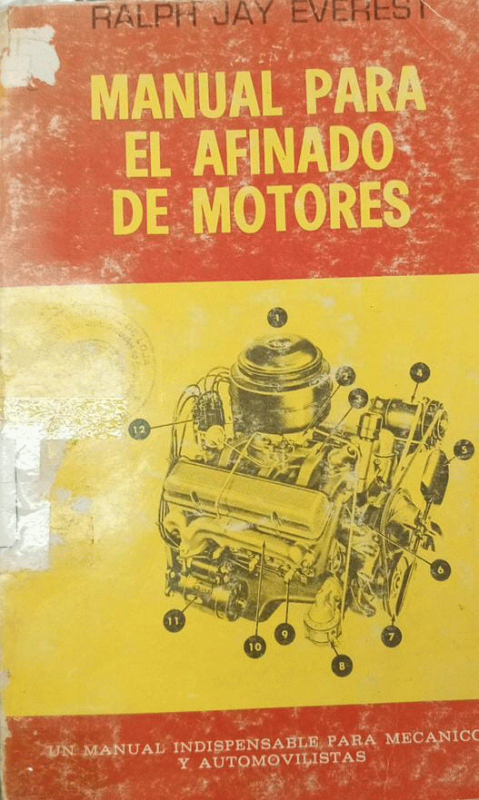 RALPH JAY EVEREST
MANUAL PARA
EL AFINADO
DE MOTORES
1
2
3
4
12
5
6
11
10
9
7
8
UN MANUAL INDISPENSABLE PARA MECANICO
Y AUTOMOVILISTAS